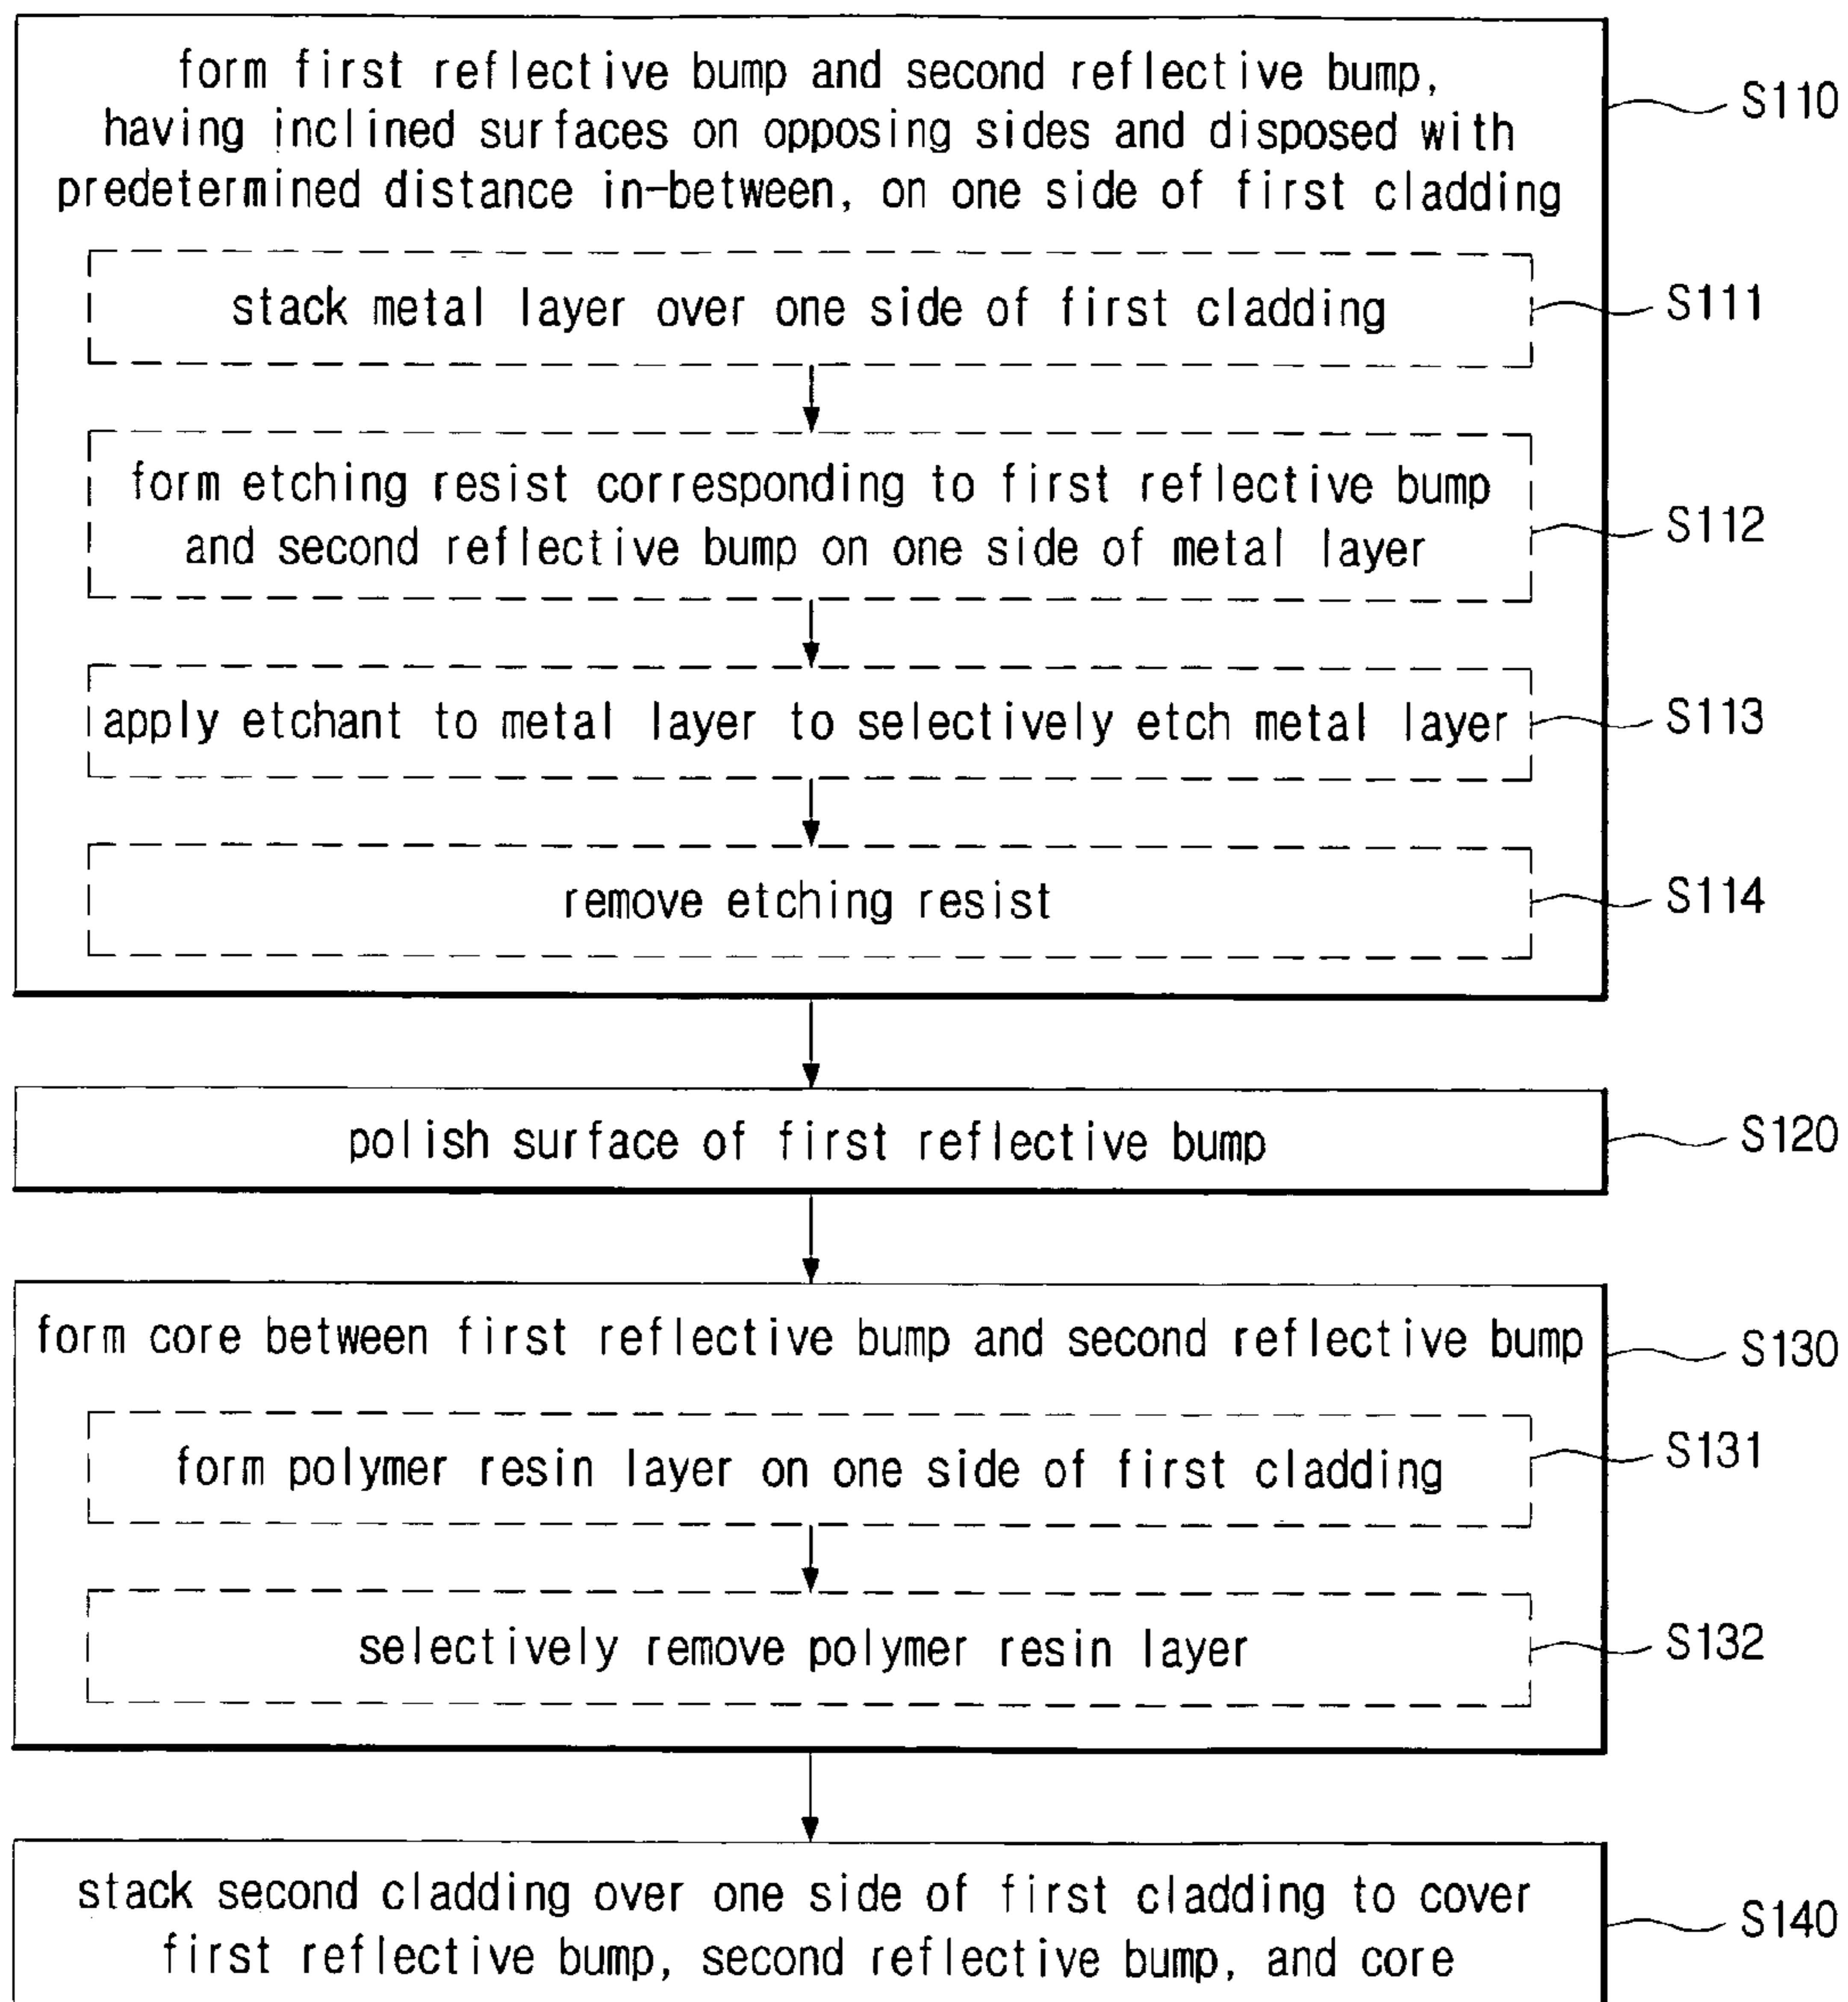 form first reflective bump and second reflective bump,
having inclined surfaces on opposing sides and disposed with
predetermined distance in-between, on one side of first cladding
S110
stack metal layer over one side of first cladding
S111
form etching resist corresponding to first reflective bump
and second reflective bump on one side of metal layer
S112
apply etchant to metal layer to selectively etch metal layer
S113
remove etching resist
S114
polish surface of first reflective bump
S120
form core between first reflective bump and second reflective bump
S130
form polymer resin layer on one side of first cladding
S131
selectively remove polymer resin layer
S132
stack second cladding over one side of first cladding to cover
first reflective bump, second reflective bump, and core
S140